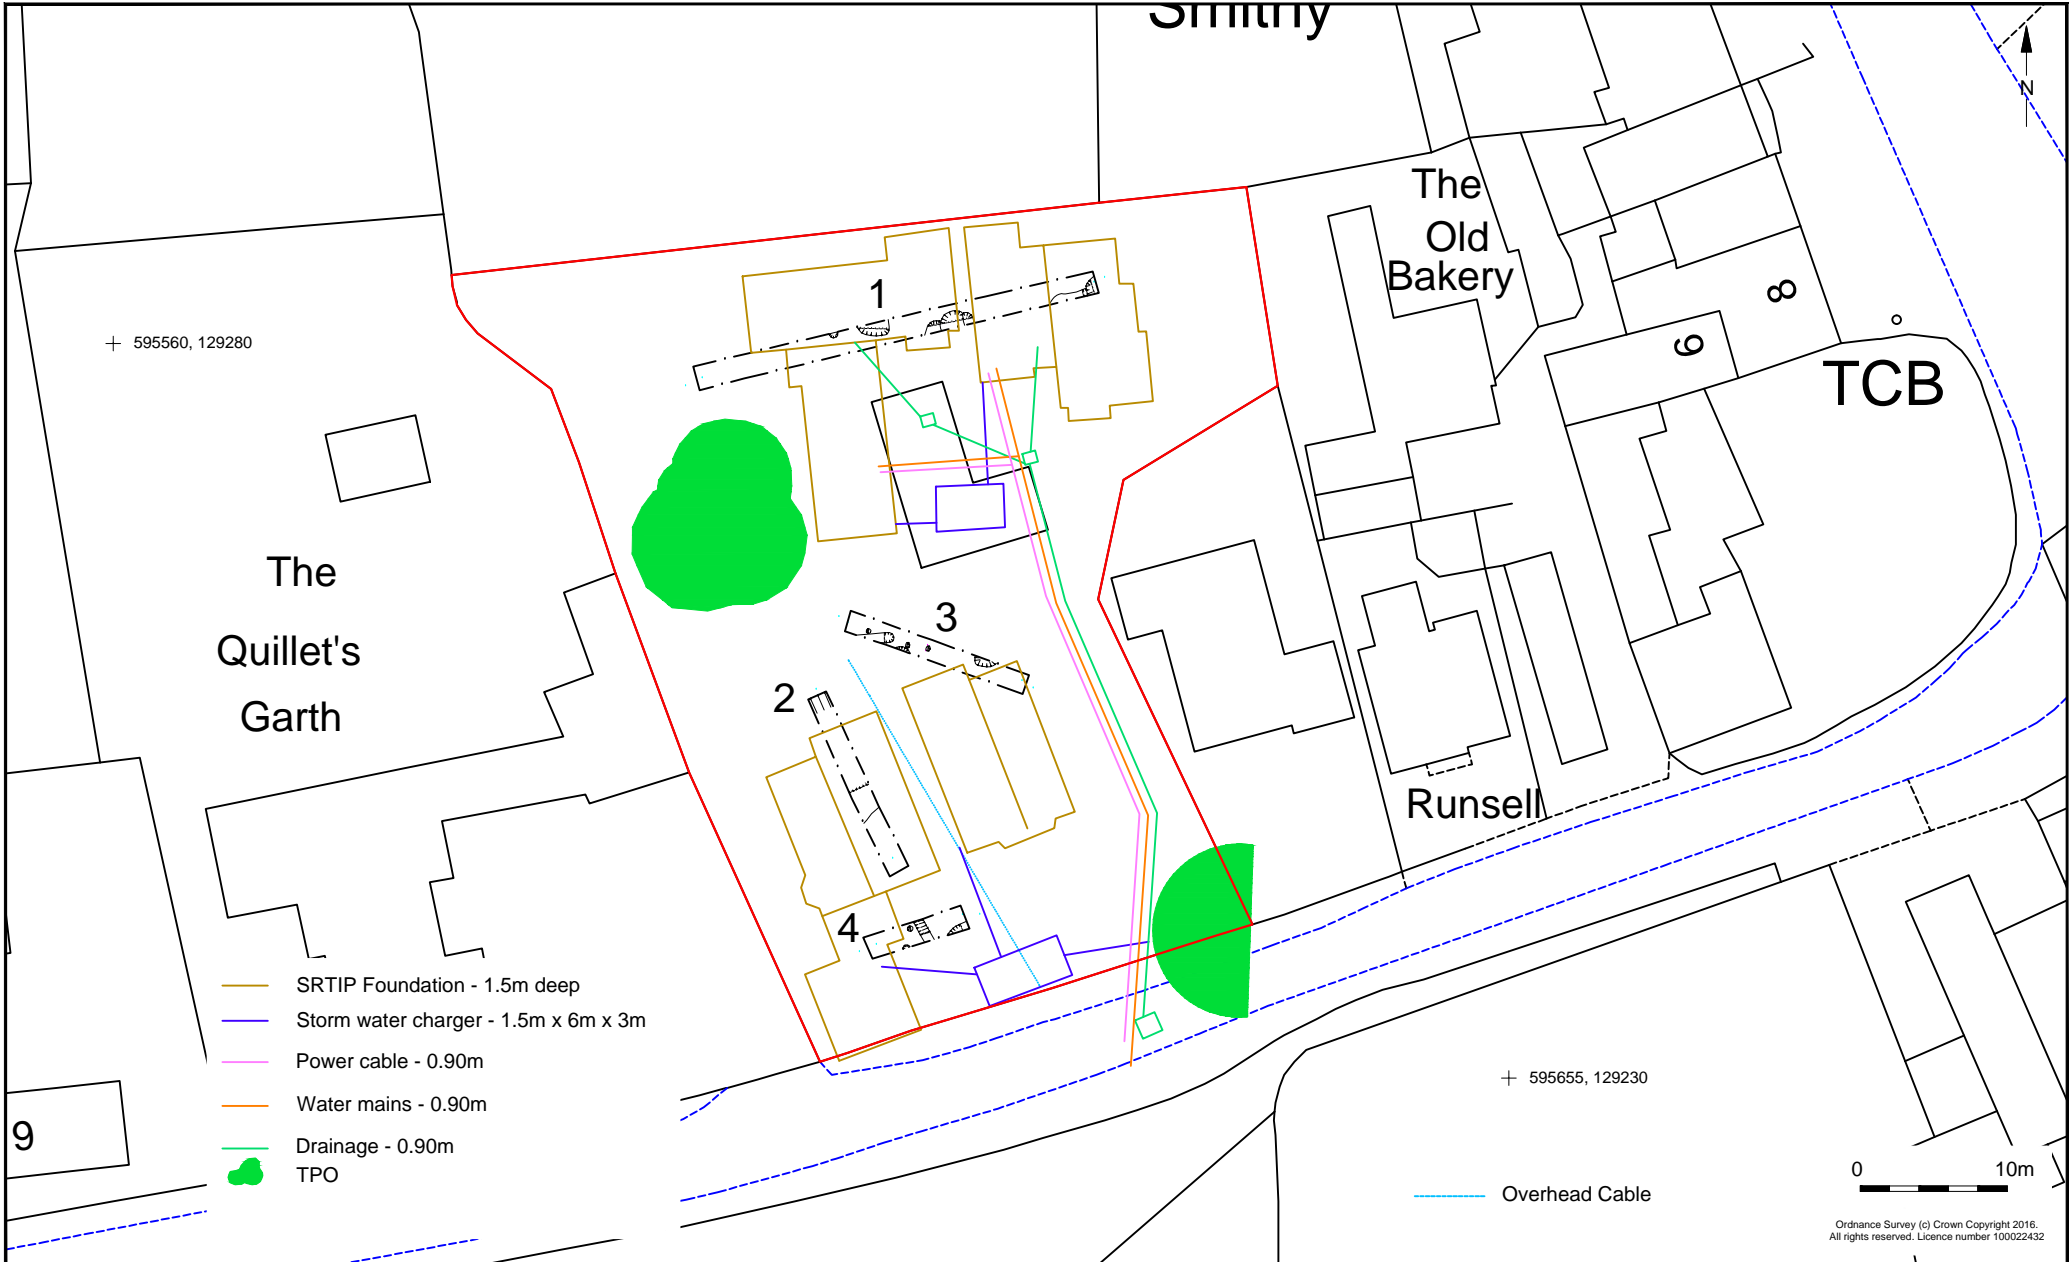 Smithy
N
The
Old
Bakery
1
8
6
595560, 129280
TCB
The
Quillet's
Garth
3
2
Runsell
4
SRTIP Foundation - 1.5m deep
Storm water charger - 1.5m x 6m x 3m
Power cable - 0.90m
595655, 129230
Water mains - 0.90m
9
Drainage - 0.90m
TPO
0 10m
Overhead Cable
Ordnance Survey (c) Crown Copyright 2016.
All rights reserved. Licence number 100022432